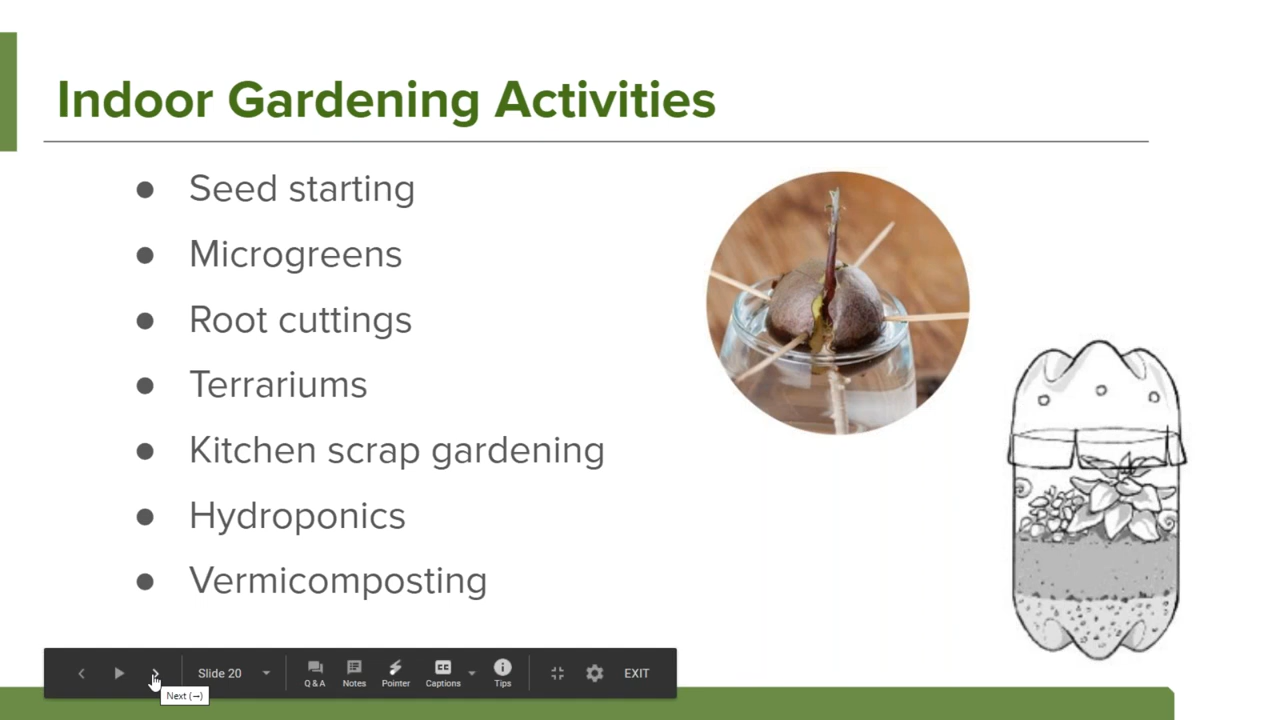 Indoor Gardening Activities
● Seed starting
● Microgreens
● Root cuttings
● Terrariums
● Kitchen scrap gardening
● Hydroponics
● Vermicomposting
Slide 20
Q & A
Notes
Pointer
CC
Captions
Tips
EXIT
Next (→)